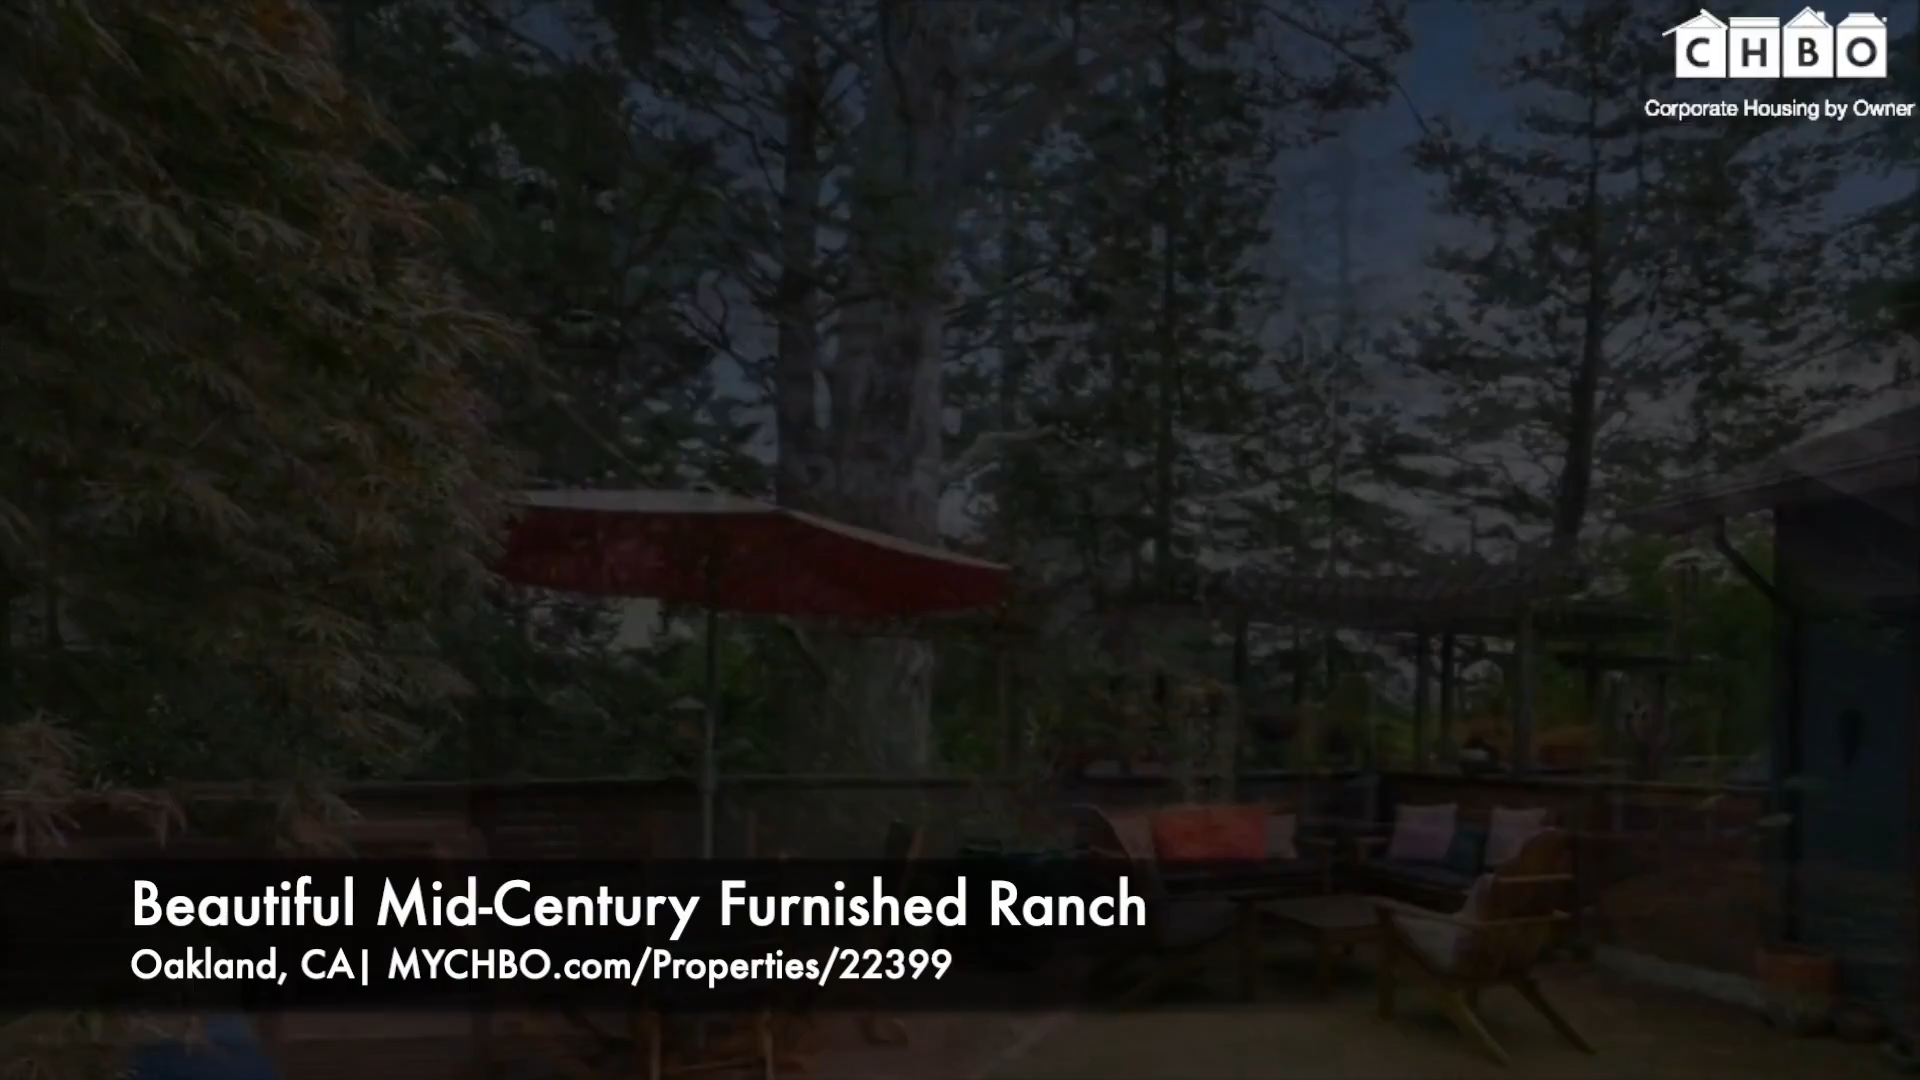 CHBO
Corporate Housing by Owner
Beautiful Mid-Century Furnished Ranch
Oakland, CA| MYCHBO.com/Properties/22399